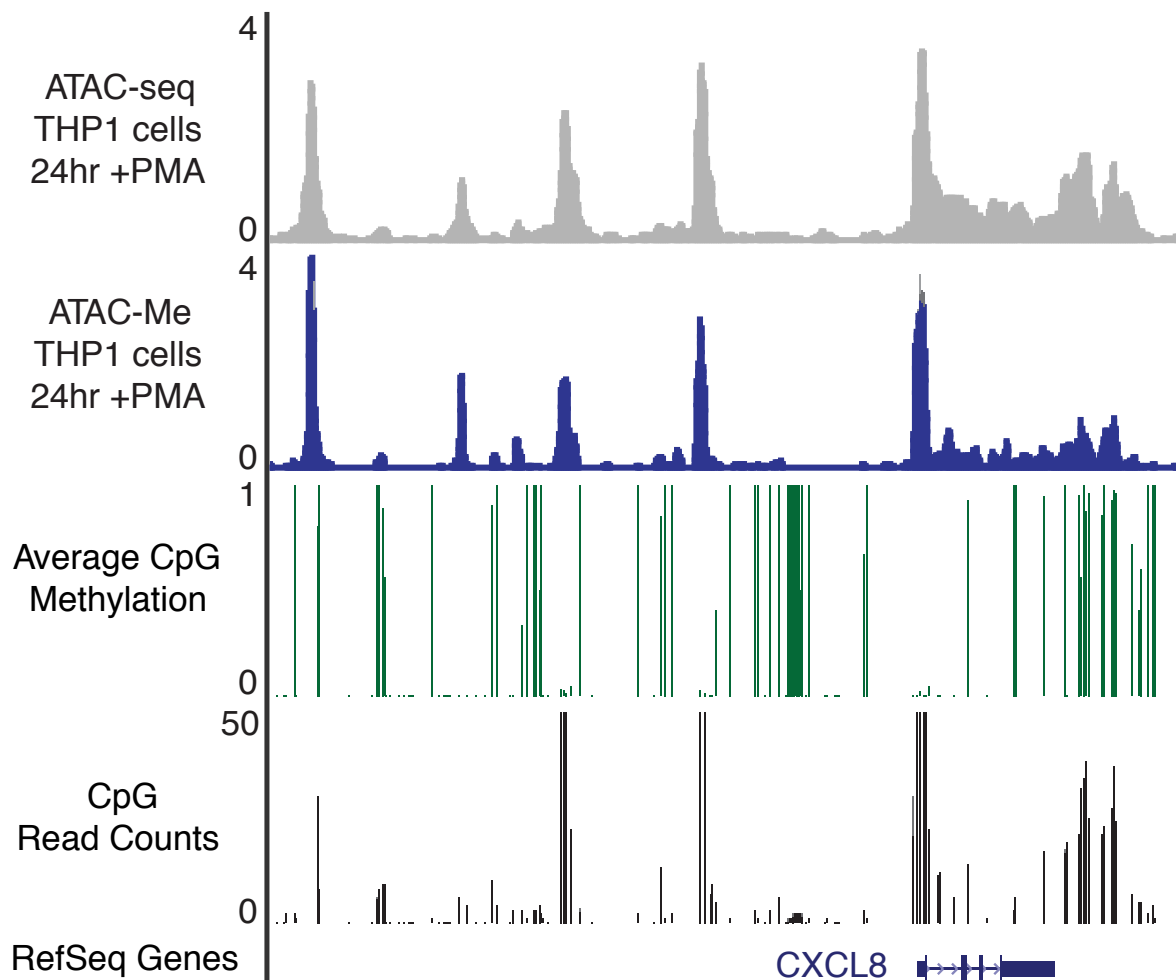 4
ATAC-seq
THP1 cells
24hr +PMA
0
4
ATAC-Me
THP1 cells
24hr +PMA
0
1
Average CpG
Methylation
0
50
CpG
Read Counts
0
RefSeq Genes
CXCL8